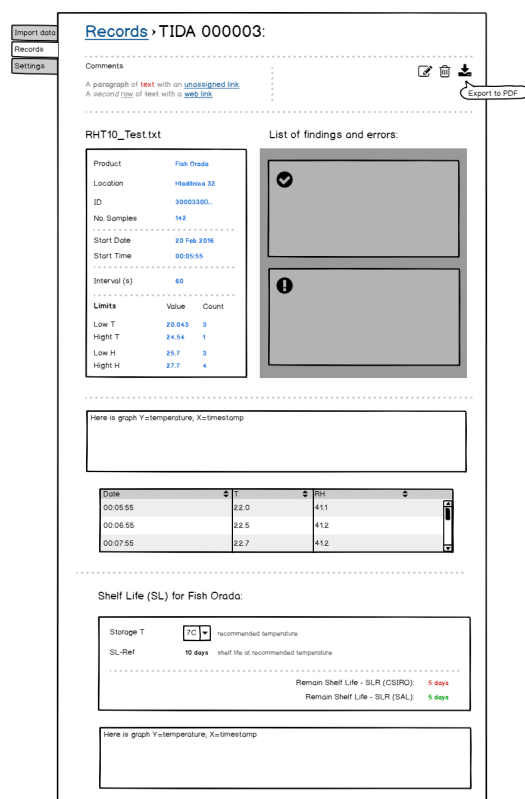 Import data
Records
Settings
Records › TIDA 000003:
Comments
A paragraph of text with an unassigned link
A second row of text with a web link
Export to PDF
RHT10_Test.txt
List of findings and errors:
Product Fish Orada
Location Hladilnica 32
ID 3000330D...
No. Samples 142
Start Date 20 Feb 2016
Start Time 00:05:55
Interval (s) 60
Limits Value Count
Low T 20.043 3
Hight T 24.54 1
Low H 25.7 3
Hight H 27.7 4
Here is graph Y=temperature, X=timestamp
Date T RH
00:05:55 22.0 41.1
00:06:55 22.5 41.2
00:07:55 22.7 41.2
Shelf Life (SL) for Fish Orada:
Storage T 7C recommended temperature
SL-Ref 10 days shelf life at recommended temperature
Remain Shelf Life - SLR (CSIRO): 5 days
Remain Shelf Life - SLR (SAL): 5 days
Here is graph Y=temperature, X=timestamp